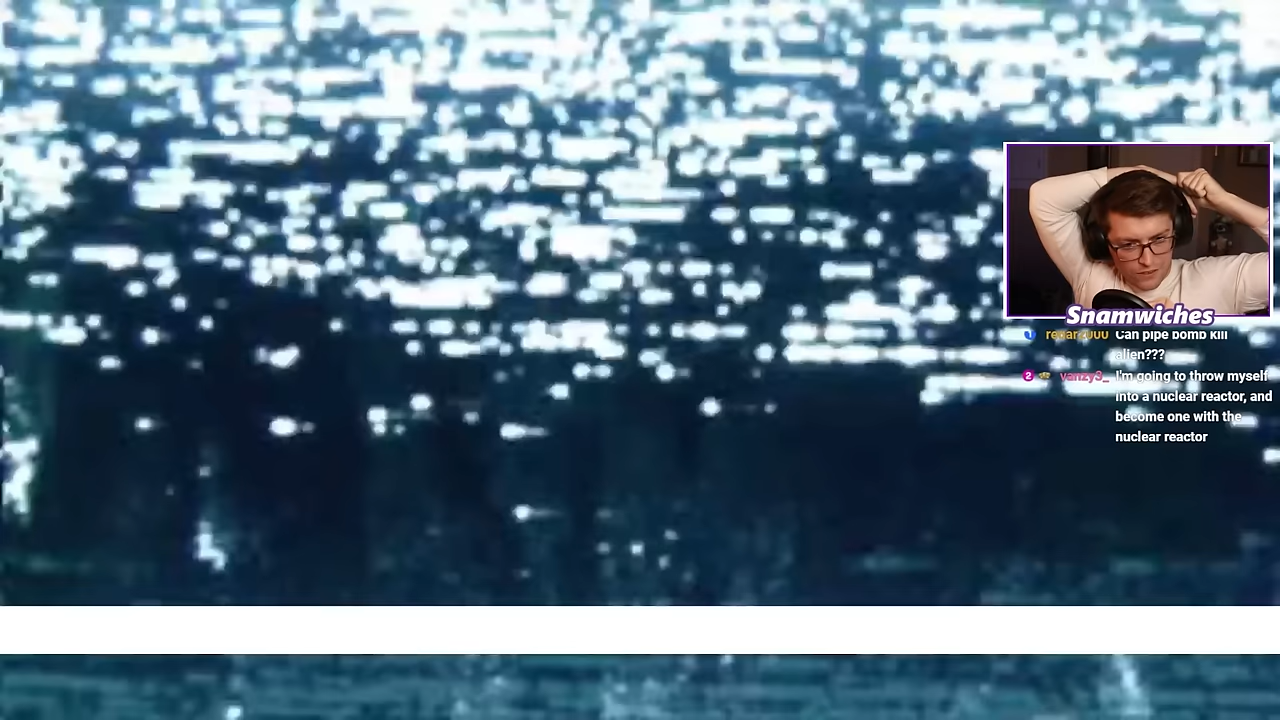 Snamwiches
Can pipe bomb kill
alien???
vanzy3_ I'm going to throw myself
into a nuclear reactor, and
become one with the
nuclear reactor